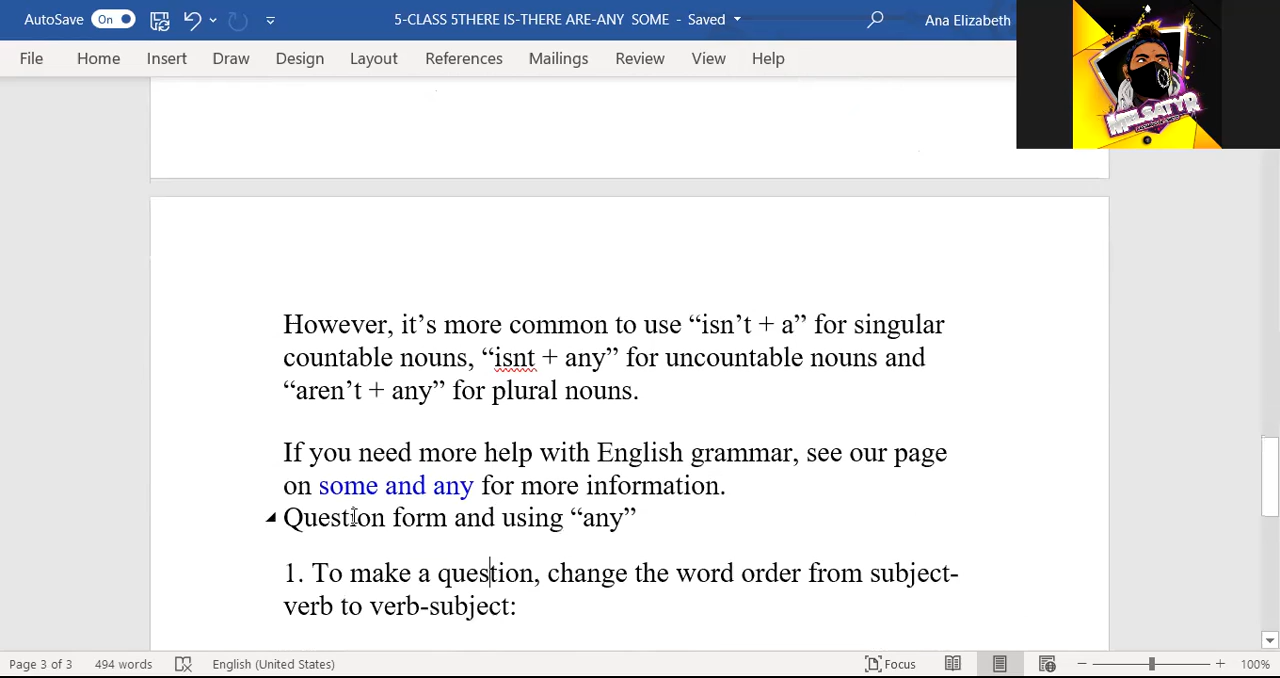 AutoSave On 5-CLASS 5THERE IS-THERE ARE-ANY SOME - Saved Ana Elizabeth
File Home Insert Draw Design Layout References Mailings Review View Help
MELSATYR
However, it’s more common to use “isn’t + a” for singular
countable nouns, “isnt + any” for uncountable nouns and
“aren’t + any” for plural nouns.
If you need more help with English grammar, see our page
on some and any for more information.
Question form and using “any”
1. To make a question, change the word order from subject-
verb to verb-subject:
Page 3 of 3 494 words English (United States) Focus 100%